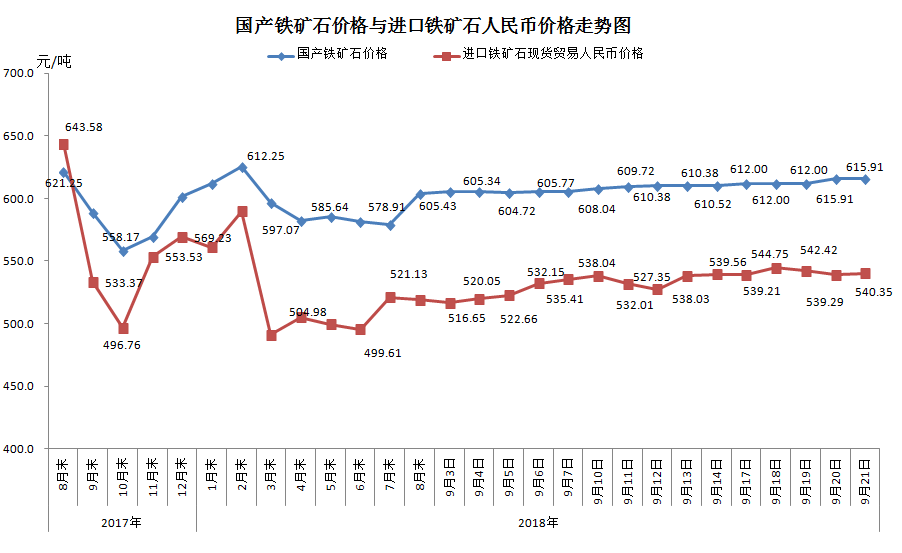 国产铁矿石价格与进口铁矿石人民币价格走势图
国产铁矿石价格
进口铁矿石现货贸易人民币价格
元/吨
700.0
650.0
600.0
550.0
500.0
450.0
400.0
643.58
621.25
558.17
533.37
496.76
553.53
569.23
612.25
597.07
504.98
585.64
499.61
578.91
521.13
605.43
516.65
605.34
520.05
604.72
522.66
605.77
532.15
535.41
608.04
538.04
609.72
532.01
610.38
527.35
610.38
538.03
610.52
539.56
612.00
539.21
612.00
544.75
612.00
542.42
615.91
539.29
615.91
540.35
8月末
9月末
10月末
11月末
12月末
1月末
2月末
3月末
4月末
5月末
6月末
7月末
8月末
9月3日
9月4日
9月5日
9月6日
9月7日
9月10日
9月11日
9月12日
9月13日
9月14日
9月17日
9月18日
9月19日
9月20日
9月21日
2017年
2018年